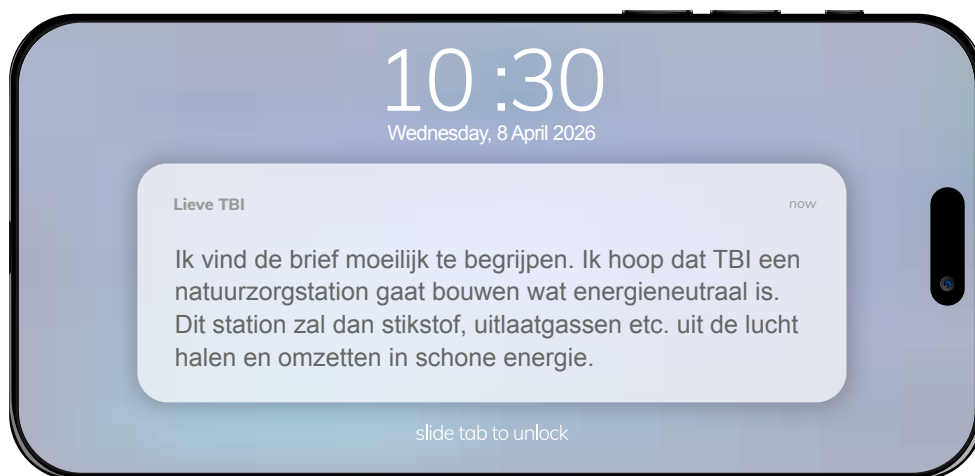 10 :30
Wednesday, 8 April 2026
Lieve TBI
now
Ik vind de brief moeilijk te begrijpen. Ik hoop dat TBI een
natuurzorgstation gaat bouwen wat energieneutraal is.
Dit station zal dan stikstof, uitlaatgassen etc. uit de lucht
halen en omzetten in schone energie.
slide tab to unlock